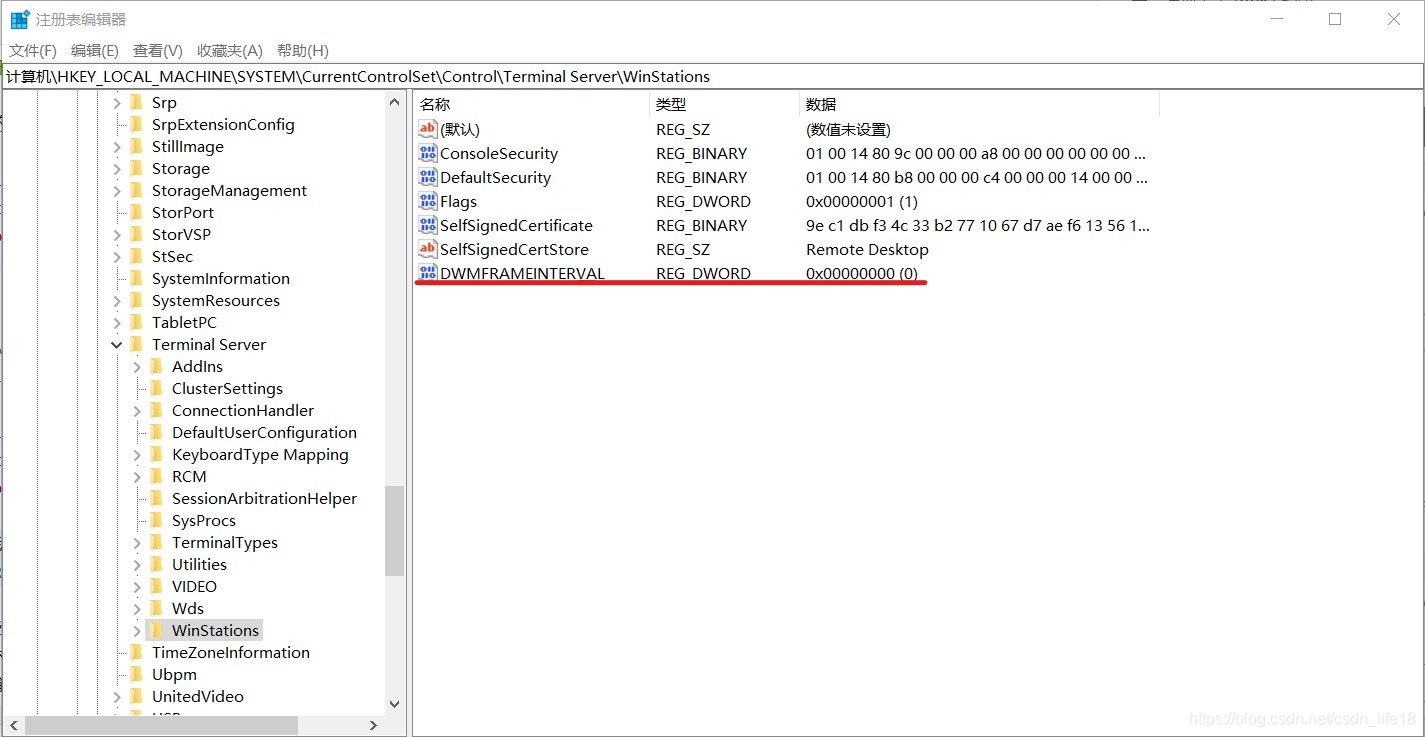 注册表编辑器
文件(F) 编辑(E) 查看(V) 收藏夹(A) 帮助(H)
计算机\HKEY_LOCAL_MACHINE\SYSTEM\CurrentControlSet\Control\Terminal Server\WinStations
Srp
SrpExtensionConfig
StillImage
Storage
StorageManagement
StorPort
StorVSP
StSec
SystemInformation
SystemResources
TabletPC
Terminal Server
AddIns
ClusterSettings
ConnectionHandler
DefaultUserConfiguration
KeyboardType Mapping
RCM
SessionArbitrationHelper
SysProcs
TerminalTypes
Utilities
VIDEO
Wds
WinStations
TimeZoneInformation
Ubpm
UnitedVideo
名称 类型 数据
ab (默认) REG_SZ (数值未设置)
ConsoleSecurity REG_BINARY 01 00 14 80 9c 00 00 00 a8 00 00 00 00 00 00 ...
DefaultSecurity REG_BINARY 01 00 14 80 b8 00 00 00 c4 00 00 00 14 00 00 ...
Flags REG_DWORD 0x00000001 (1)
SelfSignedCertificate REG_BINARY 9e c1 db f3 4c 33 b2 77 10 67 d7 ae f6 13 56 1...
ab SelfSignedCertStore REG_SZ Remote Desktop
DWMFRAMEINTERVAL REG_DWORD 0x00000000 (0)
https://blog.csdn.net/csdn_life18